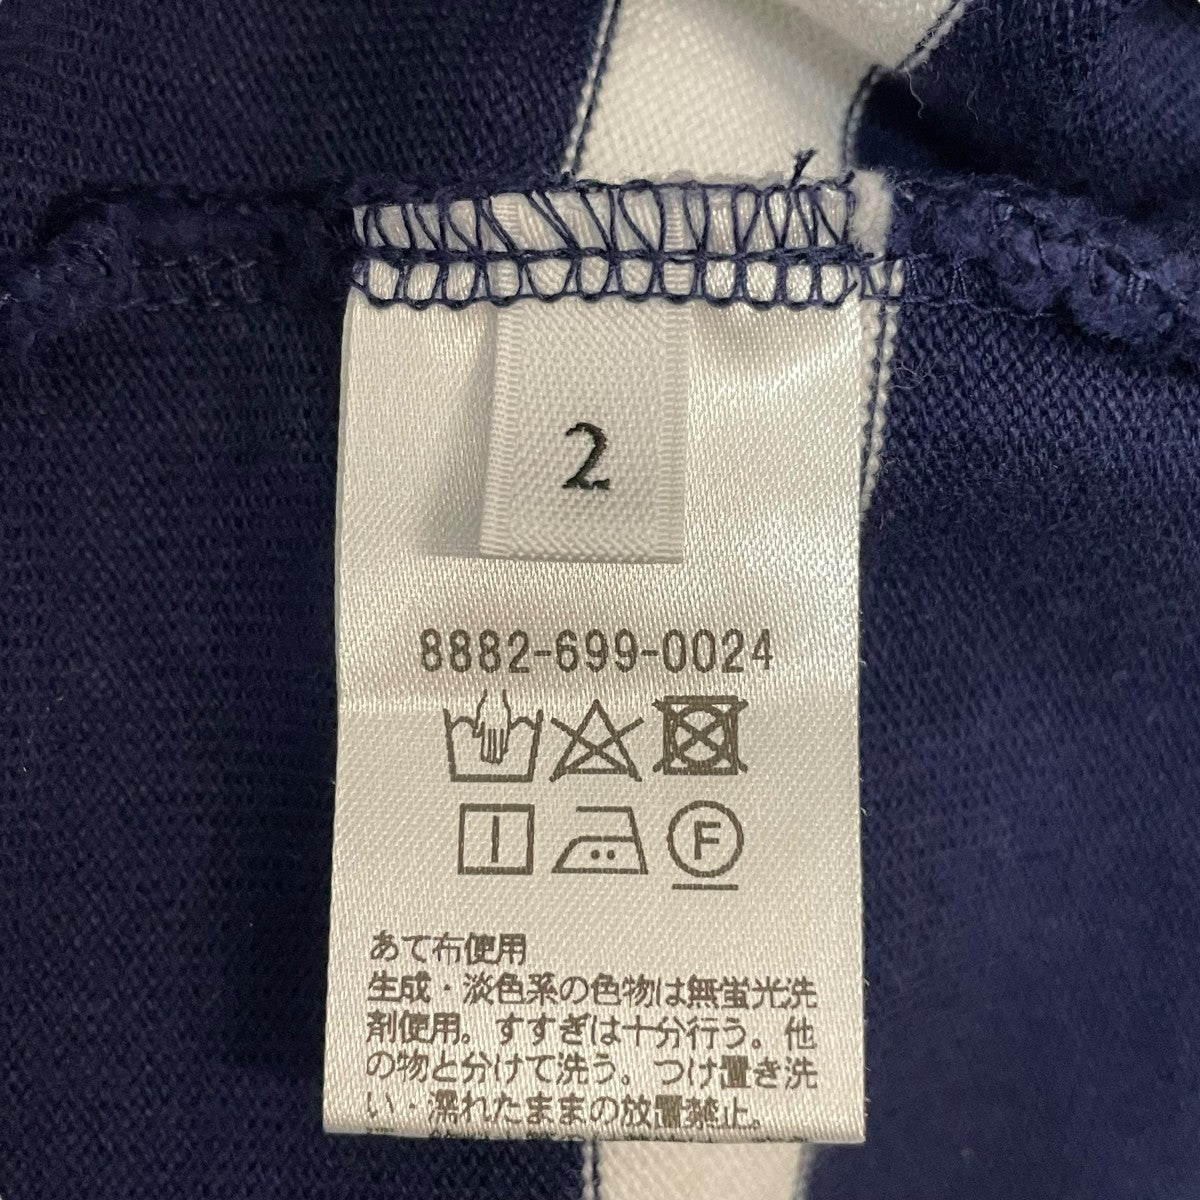 2
8882-699-0024
F
あて布使用
生成・淡色系の色物は無蛍光洗
剤使用。すすぎは十分行う。他
の物と分けて洗う。つけ置き洗
い・濡れたままの放置禁止。